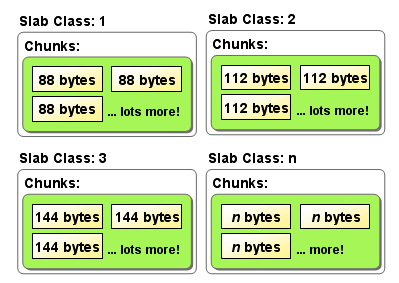 Slab Class: 1
Chunks:
88 bytes 88 bytes
88 bytes ... lots more!
Slab Class: 2
Chunks:
112 bytes 112 bytes
112 bytes ... lots more!
Slab Class: 3
Chunks:
144 bytes 144 bytes
144 bytes ... lots more!
Slab Class: n
Chunks:
n bytes n bytes
n bytes ... more!